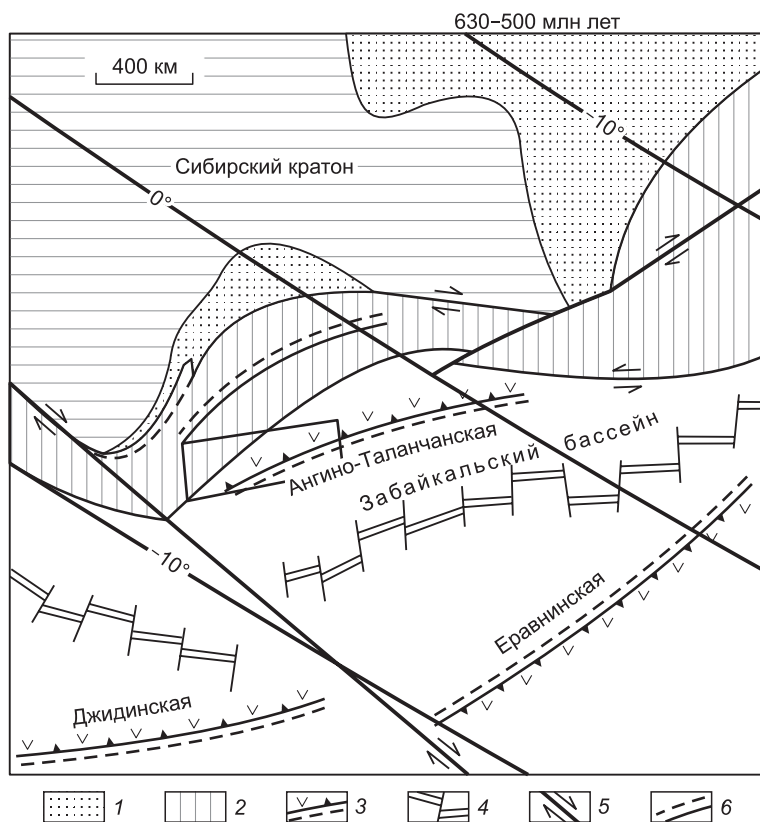 630–500 млн лет
400 км
–10°
Сибирский кратон
0°
Ангино-Таланчанская
Забайкальский бассейн
–10°
Еравнинская
Джидинская
1 2 3 4 5 6